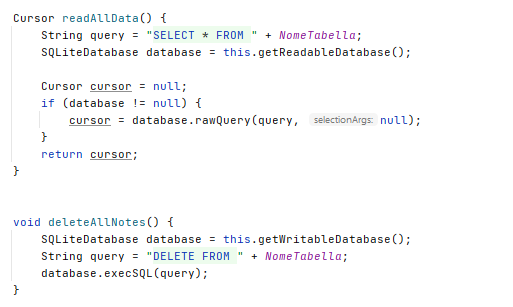 Cursor readAllData() {
String query = "SELECT * FROM " + NomeTabella;
SQLiteDatabase database = this.getReadableDatabase();
Cursor cursor = null;
if (database != null) {
cursor = database.rawQuery(query, selectionArgs: null);
}
return cursor;
}
void deleteAllNotes() {
SQLiteDatabase database = this.getWritableDatabase();
String query = "DELETE FROM " + NomeTabella;
database.execSQL(query);
}